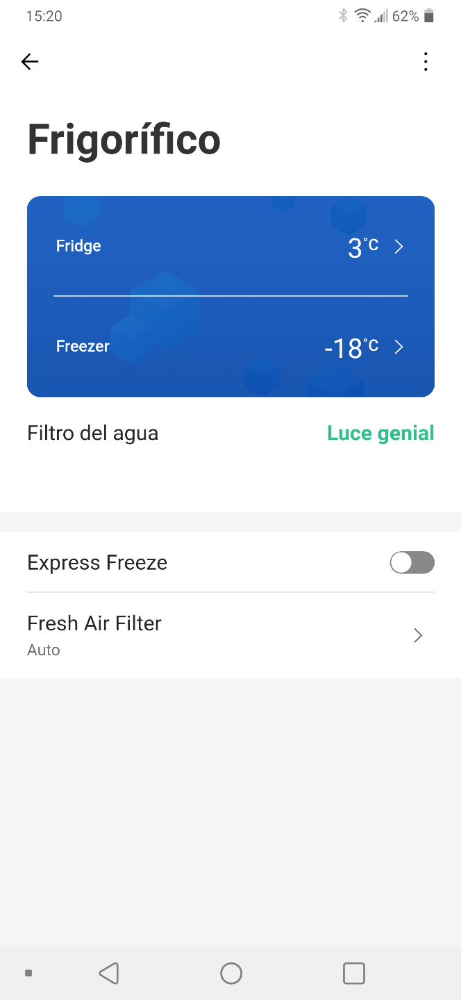 15:20
62%
Frigorífico
Fridge
3°C
Freezer
-18°C
Filtro del agua
Luce genial
Express Freeze
Fresh Air Filter
Auto